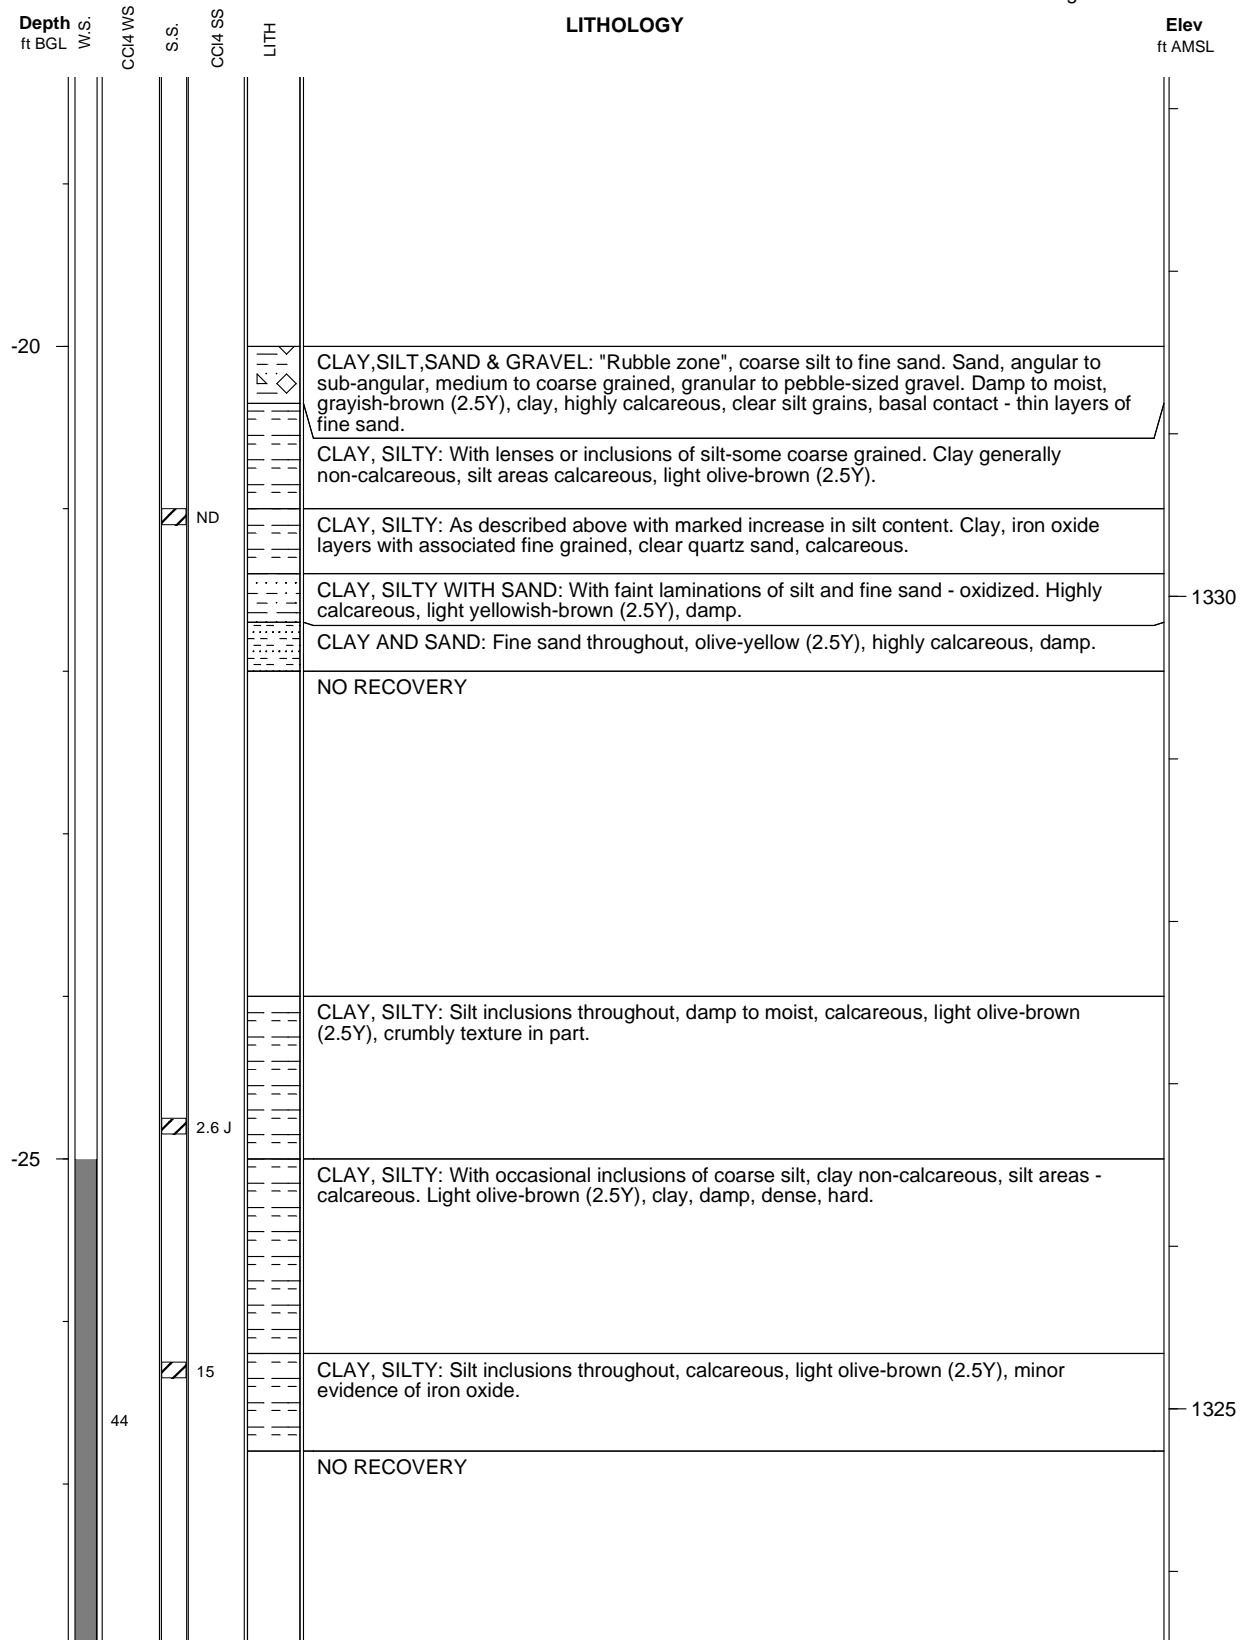 Depth
ft BGL
W.S.
CCl4 WS
S.S.
CCl4 SS
LITH
LITHOLOGY
Elev
ft AMSL
-20
CLAY,SILT,SAND & GRAVEL: "Rubble zone", coarse silt to fine sand. Sand, angular to
sub-angular, medium to coarse grained, granular to pebble-sized gravel. Damp to moist,
grayish-brown (2.5Y), clay, highly calcareous, clear silt grains, basal contact - thin layers of
fine sand.
CLAY, SILTY: With lenses or inclusions of silt-some coarse grained. Clay generally
non-calcareous, silt areas calcareous, light olive-brown (2.5Y).
ND
CLAY, SILTY: As described above with marked increase in silt content. Clay, iron oxide
layers with associated fine grained, clear quartz sand, calcareous.
CLAY, SILTY WITH SAND: With faint laminations of silt and fine sand - oxidized. Highly
calcareous, light yellowish-brown (2.5Y), damp.
1330
CLAY AND SAND: Fine sand throughout, olive-yellow (2.5Y), highly calcareous, damp.
NO RECOVERY
CLAY, SILTY: Silt inclusions throughout, damp to moist, calcareous, light olive-brown
(2.5Y), crumbly texture in part.
2.6 J
-25
CLAY, SILTY: With occasional inclusions of coarse silt, clay non-calcareous, silt areas -
calcareous. Light olive-brown (2.5Y), clay, damp, dense, hard.
15
CLAY, SILTY: Silt inclusions throughout, calcareous, light olive-brown (2.5Y), minor
evidence of iron oxide.
1325
44
NO RECOVERY